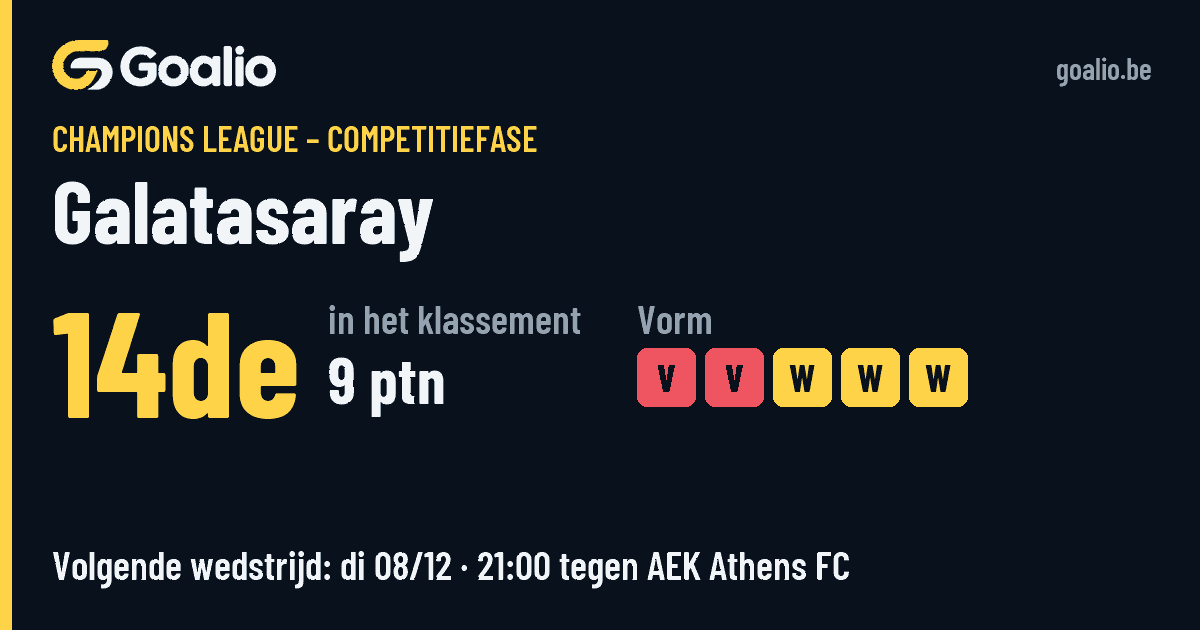 Goalio
goalio.be
CHAMPIONS LEAGUE – COMPETITIEFASE
Galatasaray
14de
in het klassement
9 ptn
Vorm
V V W W W
Volgende wedstrijd: di 08/12 · 21:00 tegen AEK Athens FC